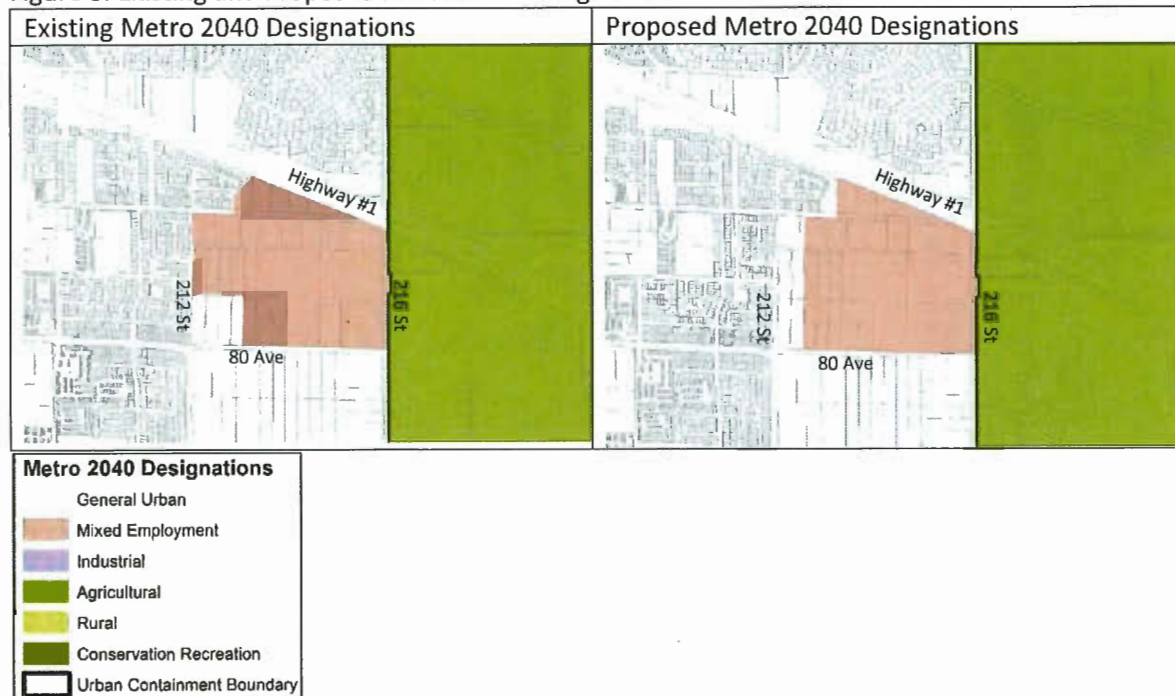 Existing Metro 2040 Designations
Proposed Metro 2040 Designations
Highway #1
212 St
216 St
80 Ave
Highway #1
212 St
216 St
80 Ave
Metro 2040 Designations
General Urban
Mixed Employment
Industrial
Agricultural
Rural
Conservation Recreation
Urban Containment Boundary